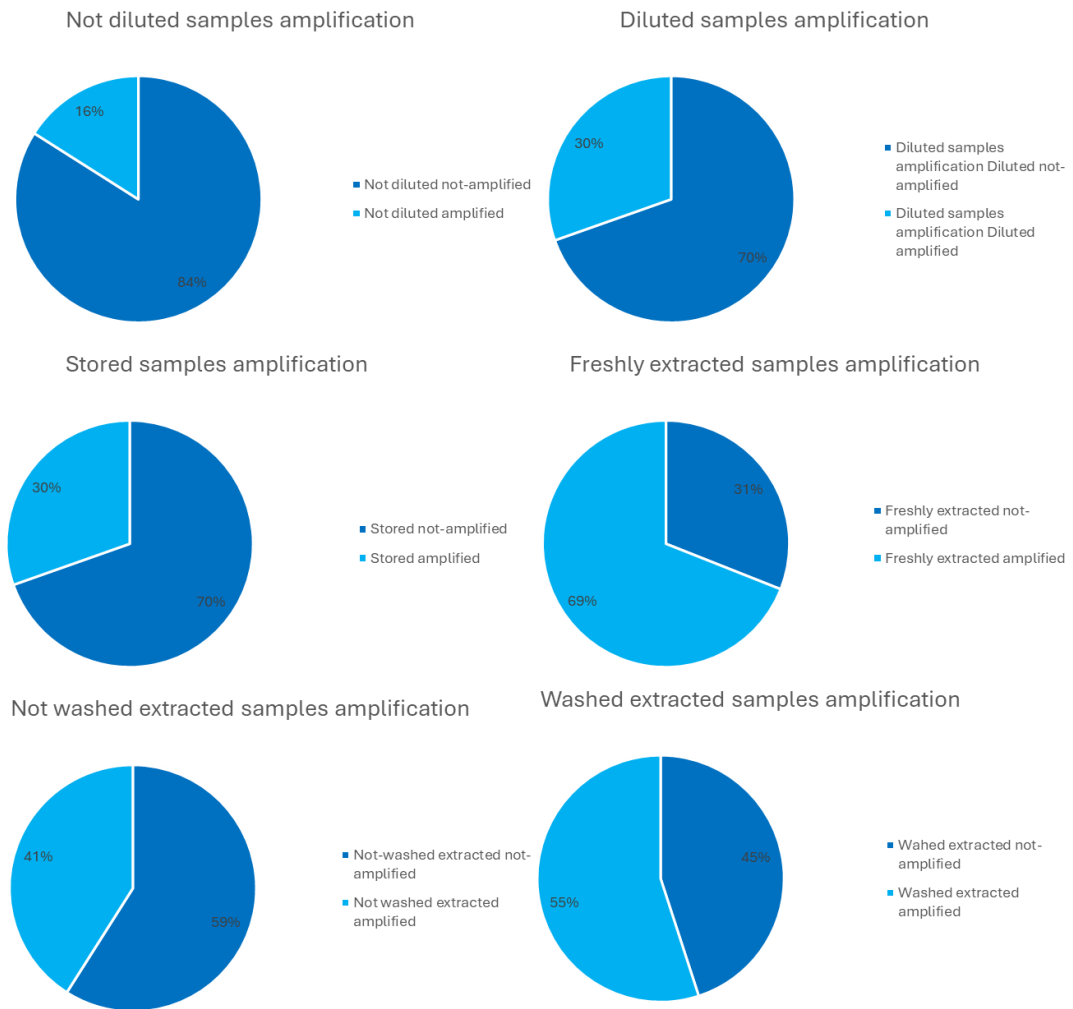 Not diluted samples amplification
16%
84%
Not diluted not-amplified
Not diluted amplified
Diluted samples amplification
30%
70%
Diluted samples
amplification Diluted not-
amplified
Diluted samples
amplification Diluted
amplified
Stored samples amplification
30%
70%
Stored not-amplified
Stored amplified
Freshly extracted samples amplification
31%
69%
Freshly extracted not-
amplified
Freshly extracted amplified
Not washed extracted samples amplification
41%
59%
Not-washed extracted not-
amplified
Not washed extracted
amplified
Washed extracted samples amplification
45%
55%
Wahed extracted not-
amplified
Washed extracted
amplified